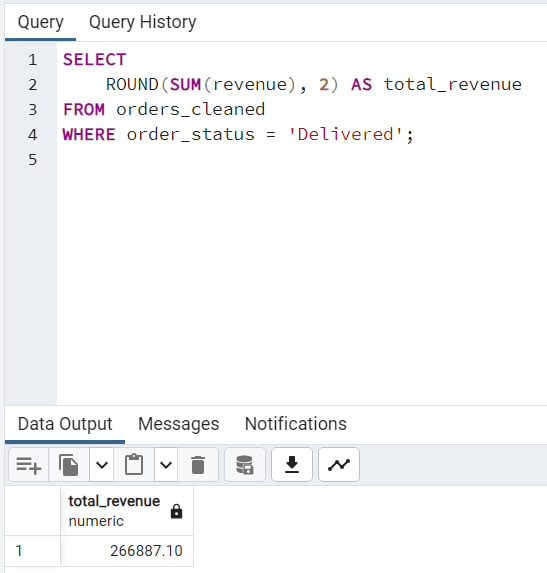 Query Query History
1 SELECT
2 ROUND(SUM(revenue), 2) AS total_revenue
3 FROM orders_cleaned
4 WHERE order_status = 'Delivered';
5
Data Output Messages Notifications
total_revenue
numeric
1 266887.10